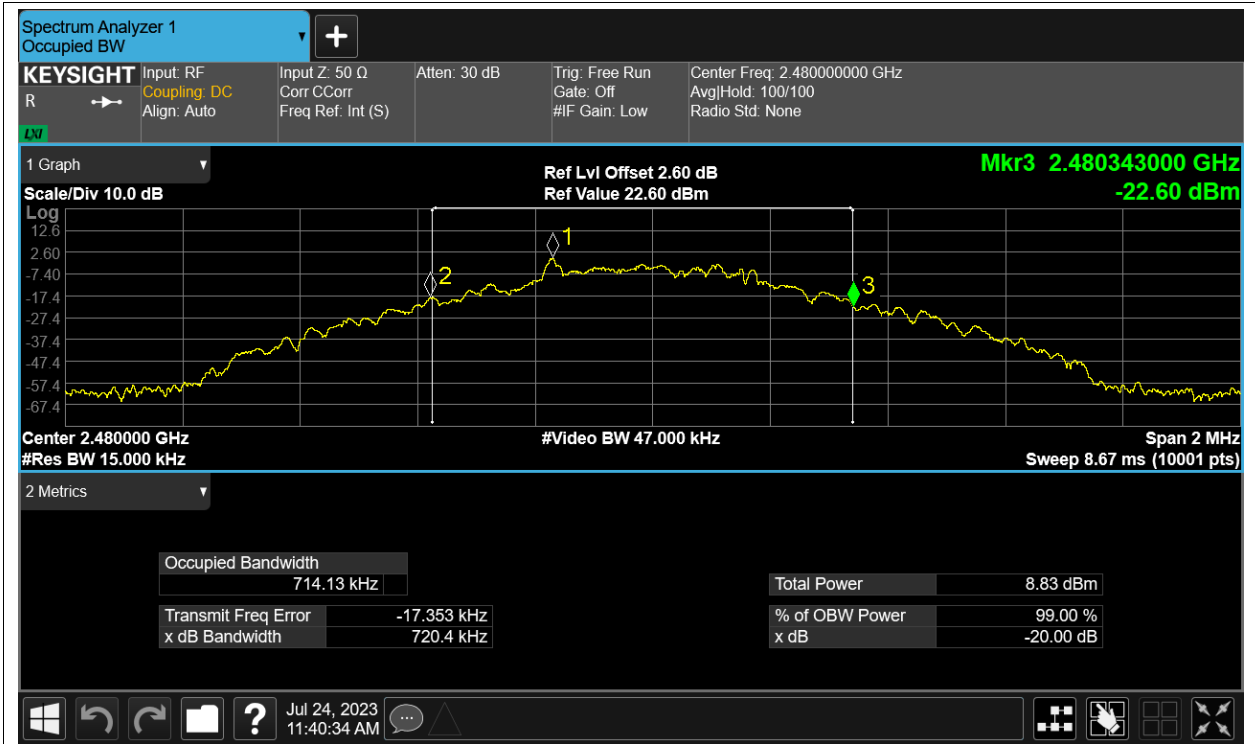 Spectrum Analyzer 1
Occupied BW
KEYSIGHT
R
LXI
Input: RF
Coupling: DC
Align: Auto
Input Z: 50 Ω
Corr CCorr
Freq Ref: Int (S)
Atten: 30 dB
Trig: Free Run
Gate: Off
#IF Gain: Low
Center Freq: 2.480000000 GHz
Avg|Hold: 100/100
Radio Std: None
1 Graph
Scale/Div 10.0 dB
Ref Lvl Offset 2.60 dB
Ref Value 22.60 dBm
Mkr3 2.480343000 GHz
-22.60 dBm
Log
12.6
2.60
-7.40
-17.4
-27.4
-37.4
-47.4
-57.4
-67.4
1
2
3
Center 2.480000 GHz
#Res BW 15.000 kHz
#Video BW 47.000 kHz
Span 2 MHz
Sweep 8.67 ms (10001 pts)
2 Metrics
Occupied Bandwidth
714.13 kHz
Transmit Freq Error -17.353 kHz
x dB Bandwidth 720.4 kHz
Total Power 8.83 dBm
% of OBW Power 99.00 %
x dB -20.00 dB
?
Jul 24, 2023
11:40:34 AM